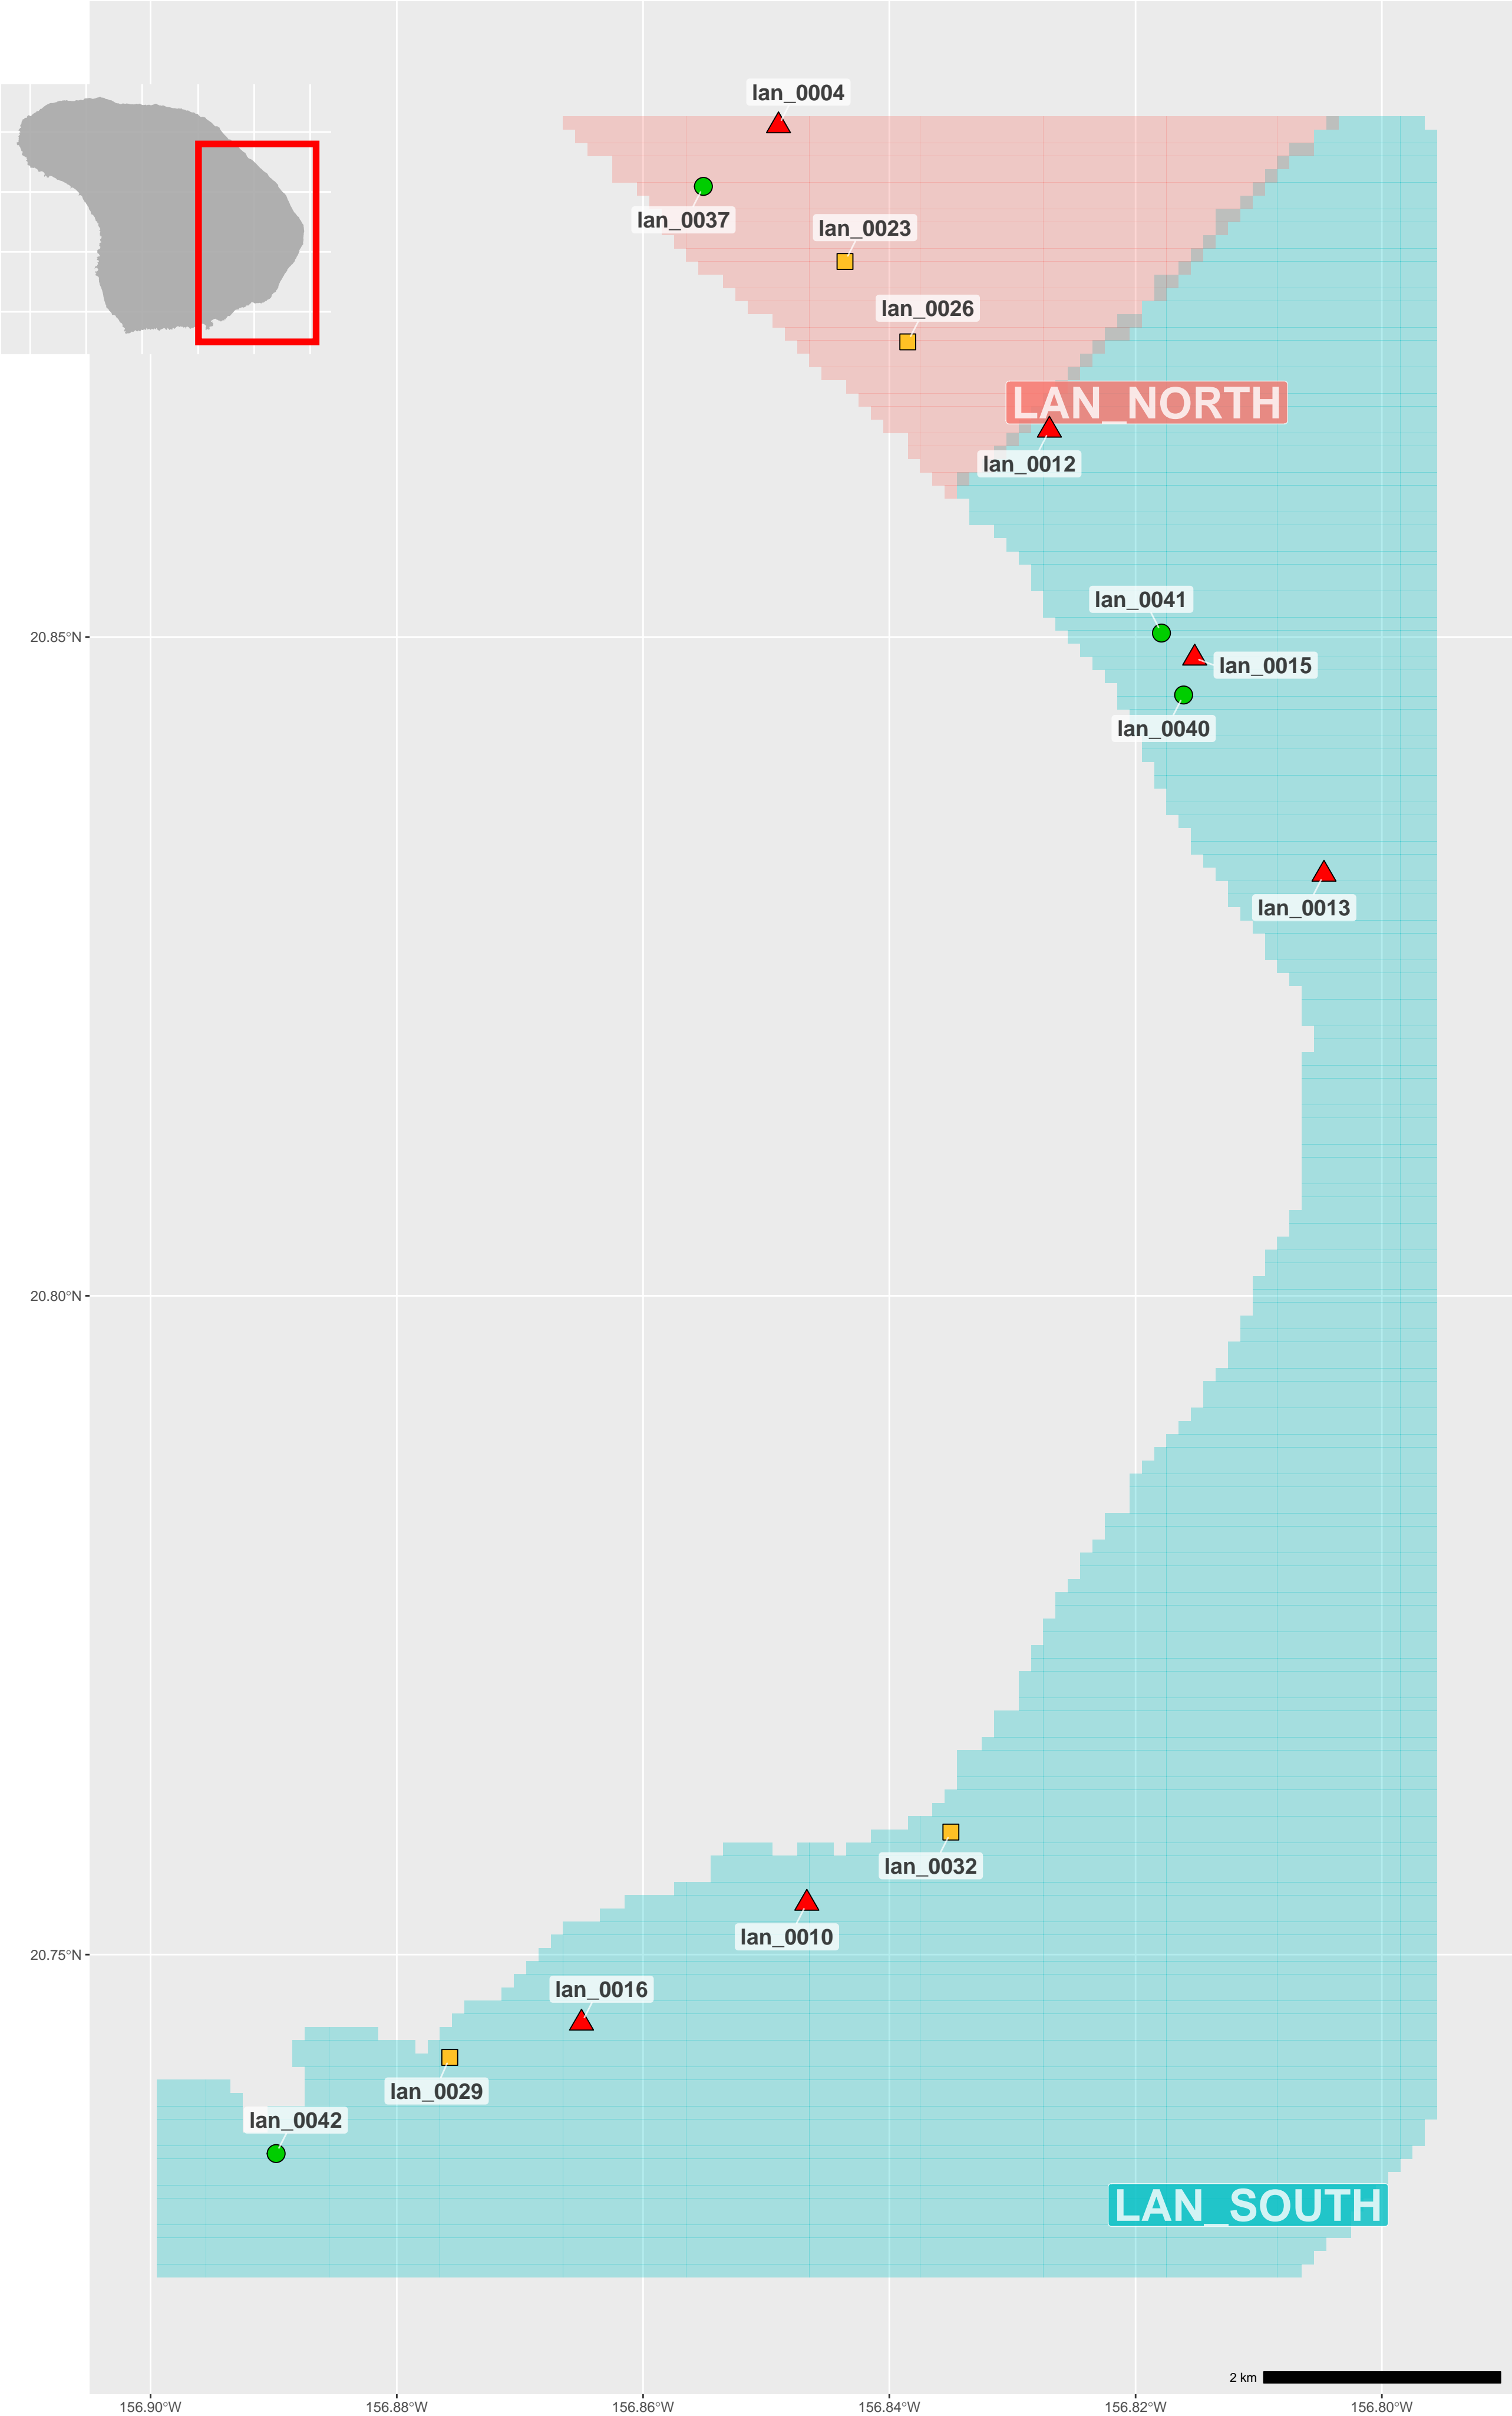 lan_0004
lan_0037
lan_0023
lan_0026
LAN_NORTH
lan_0012
lan_0041
20.85°N
lan_0015
lan_0040
lan_0013
20.80°N
lan_0032
lan_0010
20.75°N
lan_0016
lan_0029
lan_0042
LAN_SOUTH
2 km
156.90°W 156.88°W 156.86°W 156.84°W 156.82°W 156.80°W